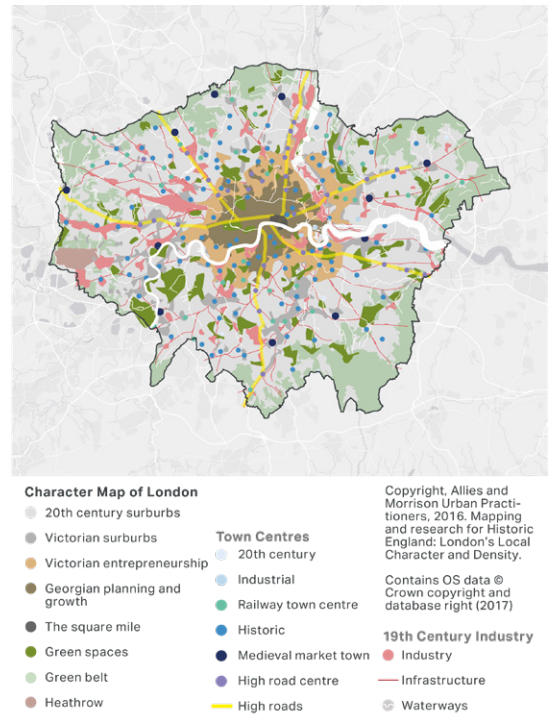 Character Map of London
20th century surburbs
Victorian surburbs
Victorian entrepreneurship
Georgian planning and
growth
The square mile
Green spaces
Green belt
Heathrow
Town Centres
20th century
Industrial
Railway town centre
Historic
Medieval market town
High road centre
High roads
Copyright, Allies and
Morrison Urban Practi-
tioners, 2016. Mapping
and research for Historic
England: London's Local
Character and Density.
Contains OS data ©
Crown copyright and
database right (2017)
19th Century Industry
Industry
Infrastructure
Waterways